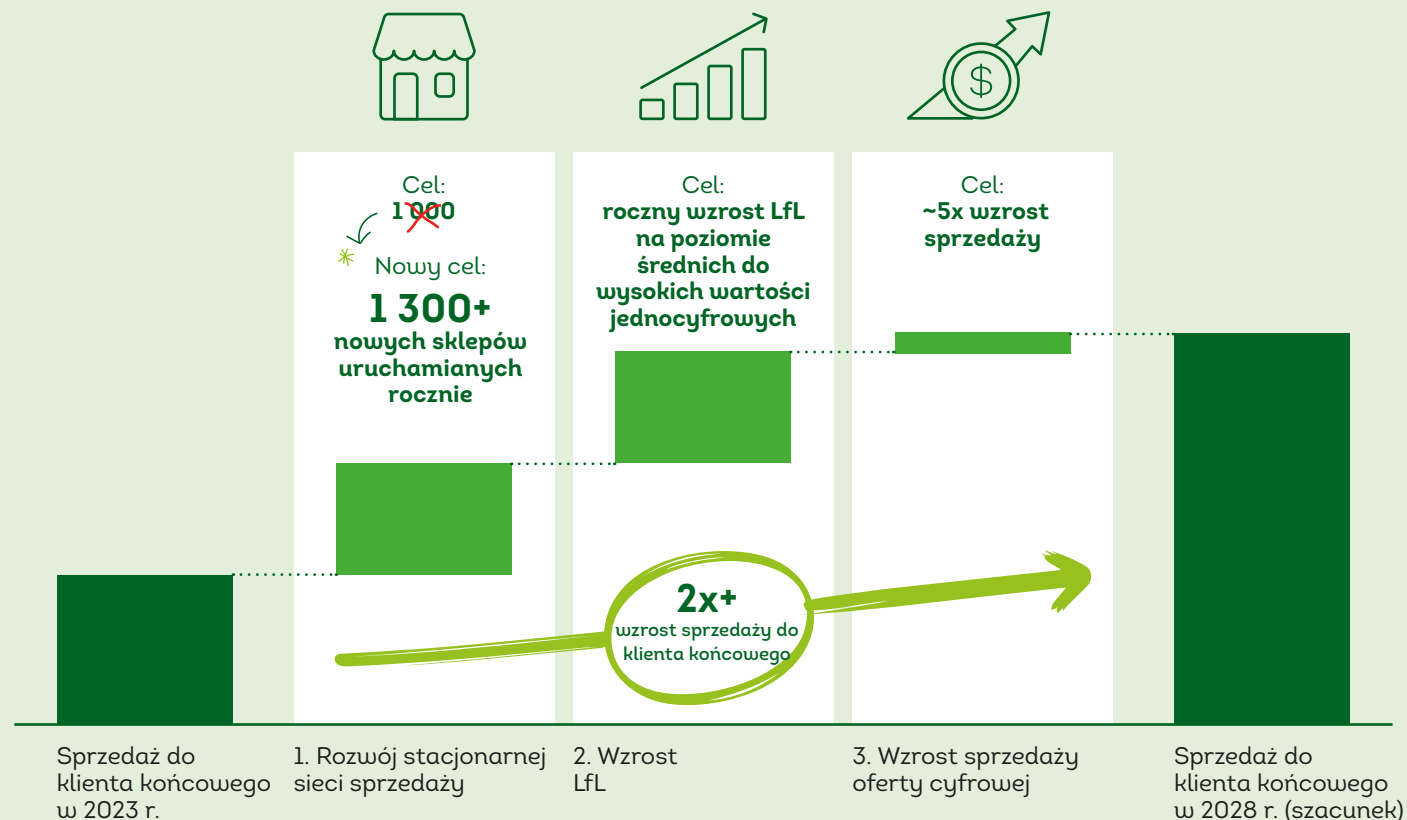 $
Cel:
1 000
Nowy cel:
1 300+
nowych sklepów
uruchamianych
rocznie
Cel:
roczny wzrost LfL
na poziomie
średnich do
wysokich wartości
jednocyfrowych
Cel:
~5x wzrost
sprzedaży
2x+
wzrost sprzedaży do
klienta końcowego
Sprzedaż do
klienta końcowego
w 2023 r.
1. Rozwój stacjonarnej
sieci sprzedaży
2. Wzrost
LfL
3. Wzrost sprzedaży
oferty cyfrowej
Sprzedaż do
klienta końcowego
w 2028 r. (szacunek)